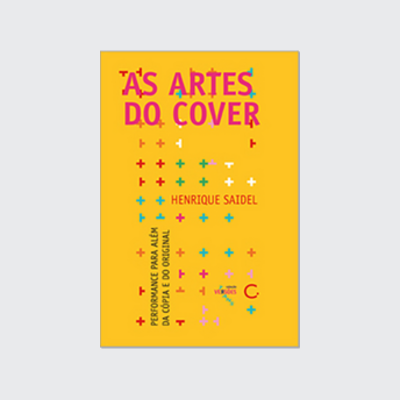 AS ARTES
DO COVER
HENRIQUE SAIDEL
PERFORMANCE PARA ALÉM
DA CÓPIA E DO ORIGINAL